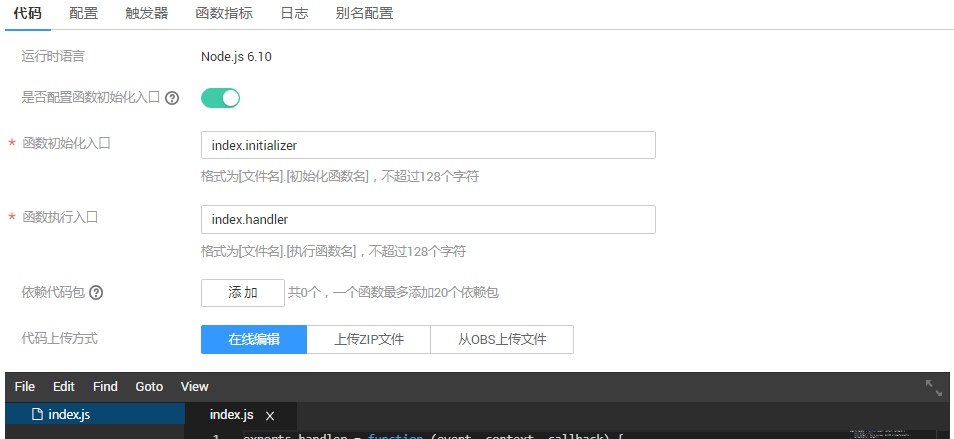 代码 配置 触发器 函数指标 日志 别名配置
运行时语言 Node.js 6.10
是否配置函数初始化入口 ?
* 函数初始化入口 index.initializer
格式为[文件名].[初始化函数名]，不超过128个字符
* 函数执行入口 index.handler
格式为[文件名].[执行函数名]，不超过128个字符
依赖代码包 ? 添加 共0个，一个函数最多添加20个依赖包
代码上传方式 在线编辑 上传ZIP文件 从OBS上传文件
File Edit Find Goto View
index.js index.js x
1 exports.handler = function (event, context, callback) {